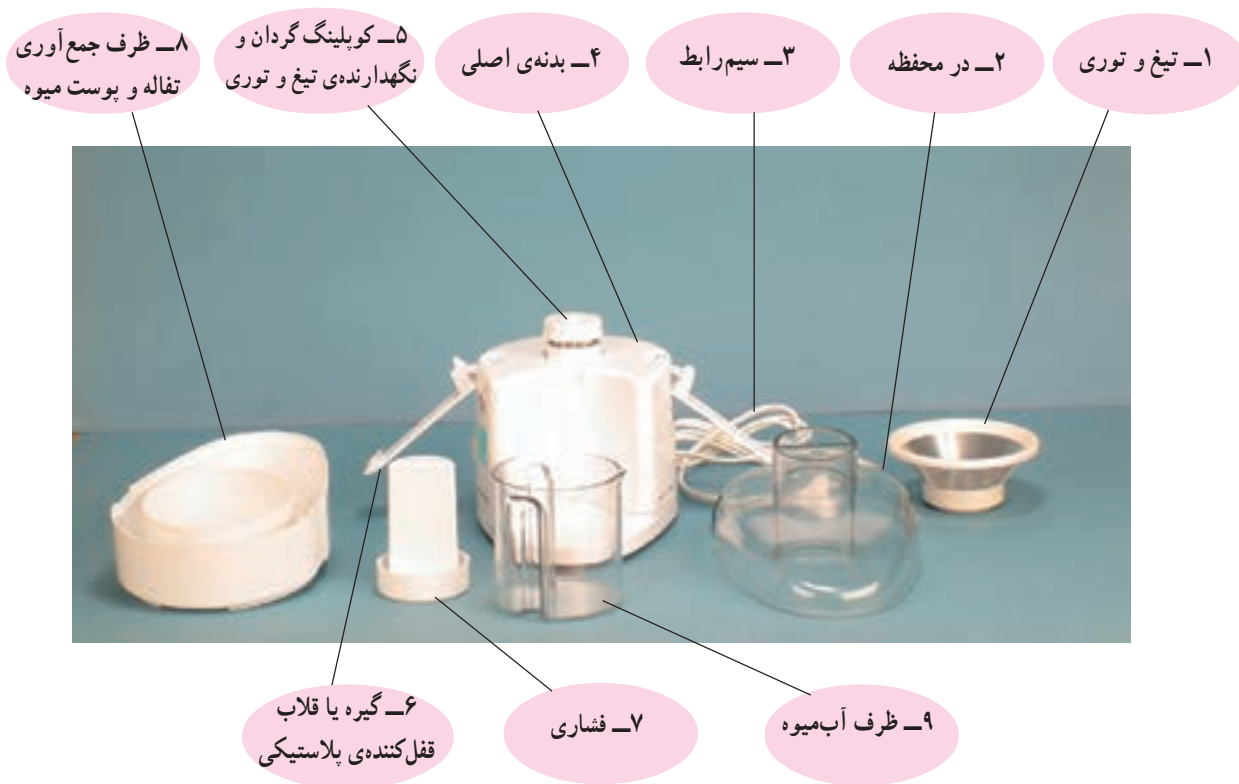 ۱ــ تیغ و توری
۲ــ در محفظه
۳ــ سیم‌رابط
۴ــ بدنه‌ی اصلی
۵ــ کوپلینگ گردان و
نگهدارنده‌ی تیغ و توری
۸ــ ظرف جمع‌آوری
تفاله و پوست میوه
۹ــ ظرف آب‌میوه
۷ــ فشاری
۶ــ گیره یا قلاب
قفل‌کننده‌ی پلاستیکی